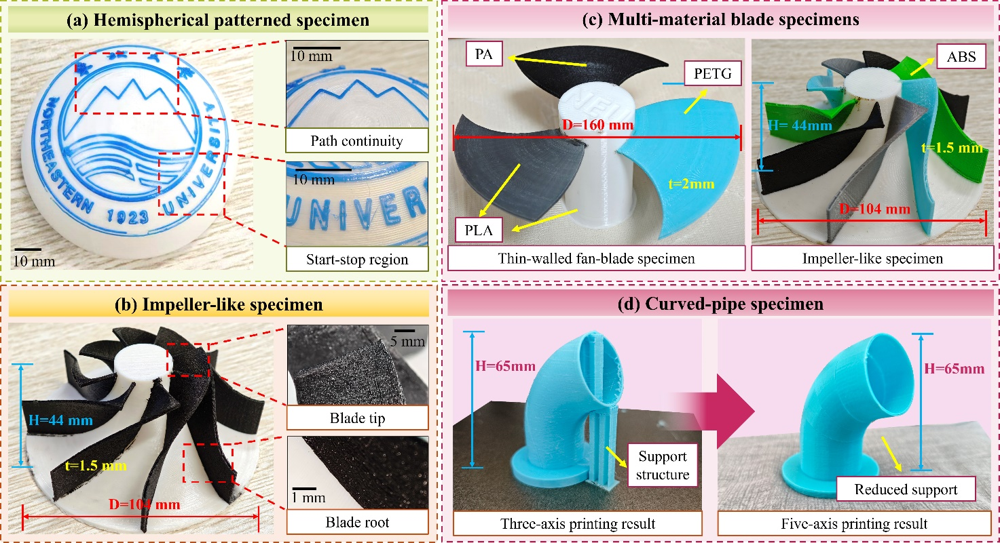 (a) Hemispherical patterned specimen
东北大学
NORTHEASTERN 1923 UNIVERSITY
10 mm
10 mm
Path continuity
10 mm
UNIVER
Start-stop region
(b) Impeller-like specimen
H=44 mm
t=1.5 mm
D=104 mm
5 mm
Blade tip
1 mm
Blade root
(c) Multi-material blade specimens
PA
PETG
NEU
D=160 mm
t=2mm
PLA
Thin-walled fan-blade specimen
ABS
H= 44mm
t=1.5 mm
D=104 mm
Impeller-like specimen
(d) Curved-pipe specimen
H=65mm
Support
structure
Three-axis printing result
H=65mm
Reduced support
Five-axis printing result